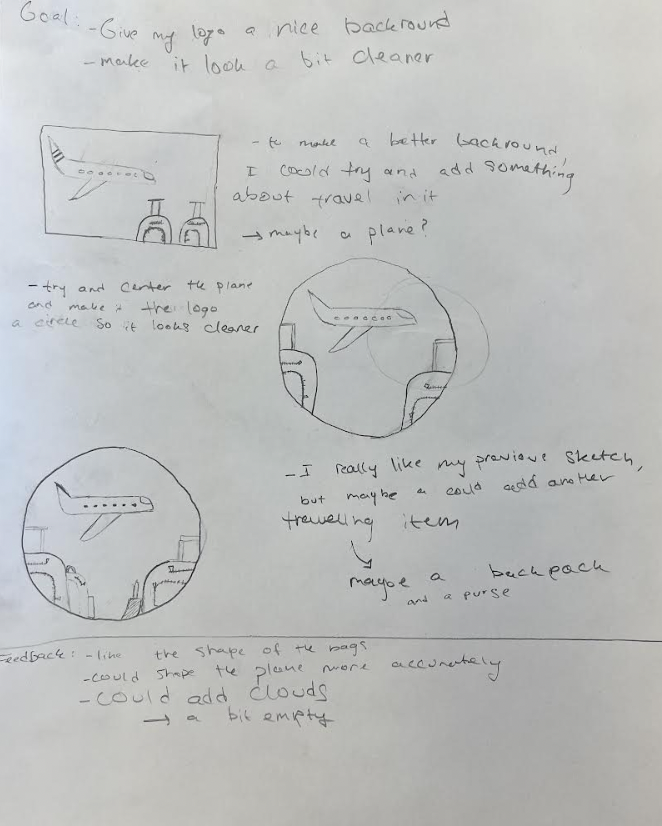 Goal: - Give my logo a nice backround
- make it look a bit cleaner
- to make a better backround,
I could try and add something
about travel in it
→ maybe a plane?
- try and center the plane
and make the logo
a circle so it looks cleaner
- I really like my previous sketch,
but maybe a could add another
traveling item
maybe a backpack
and a purse
Feedback: - like the shape of the bags
- could shape the plane more accurately
- could add clouds
→ a bit empty